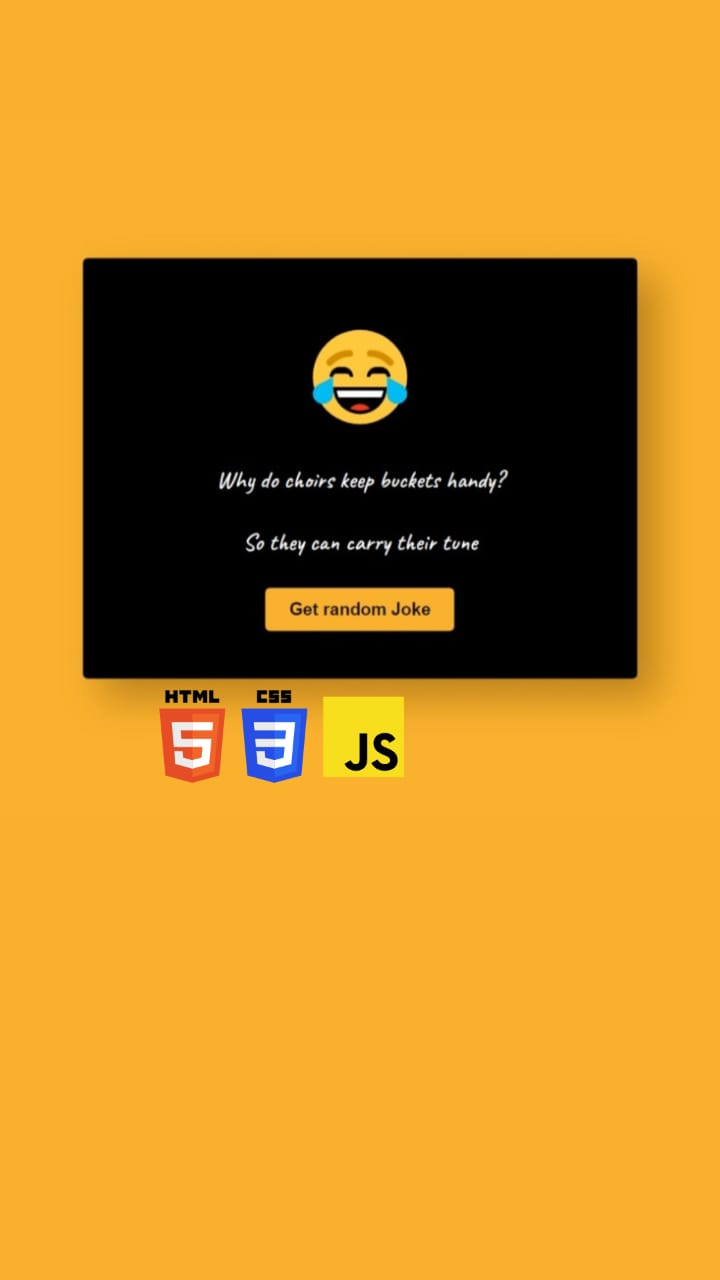 Why do choirs keep buckets handy?
So they can carry their tune
Get random Joke
HTML CSS
5 3 JS